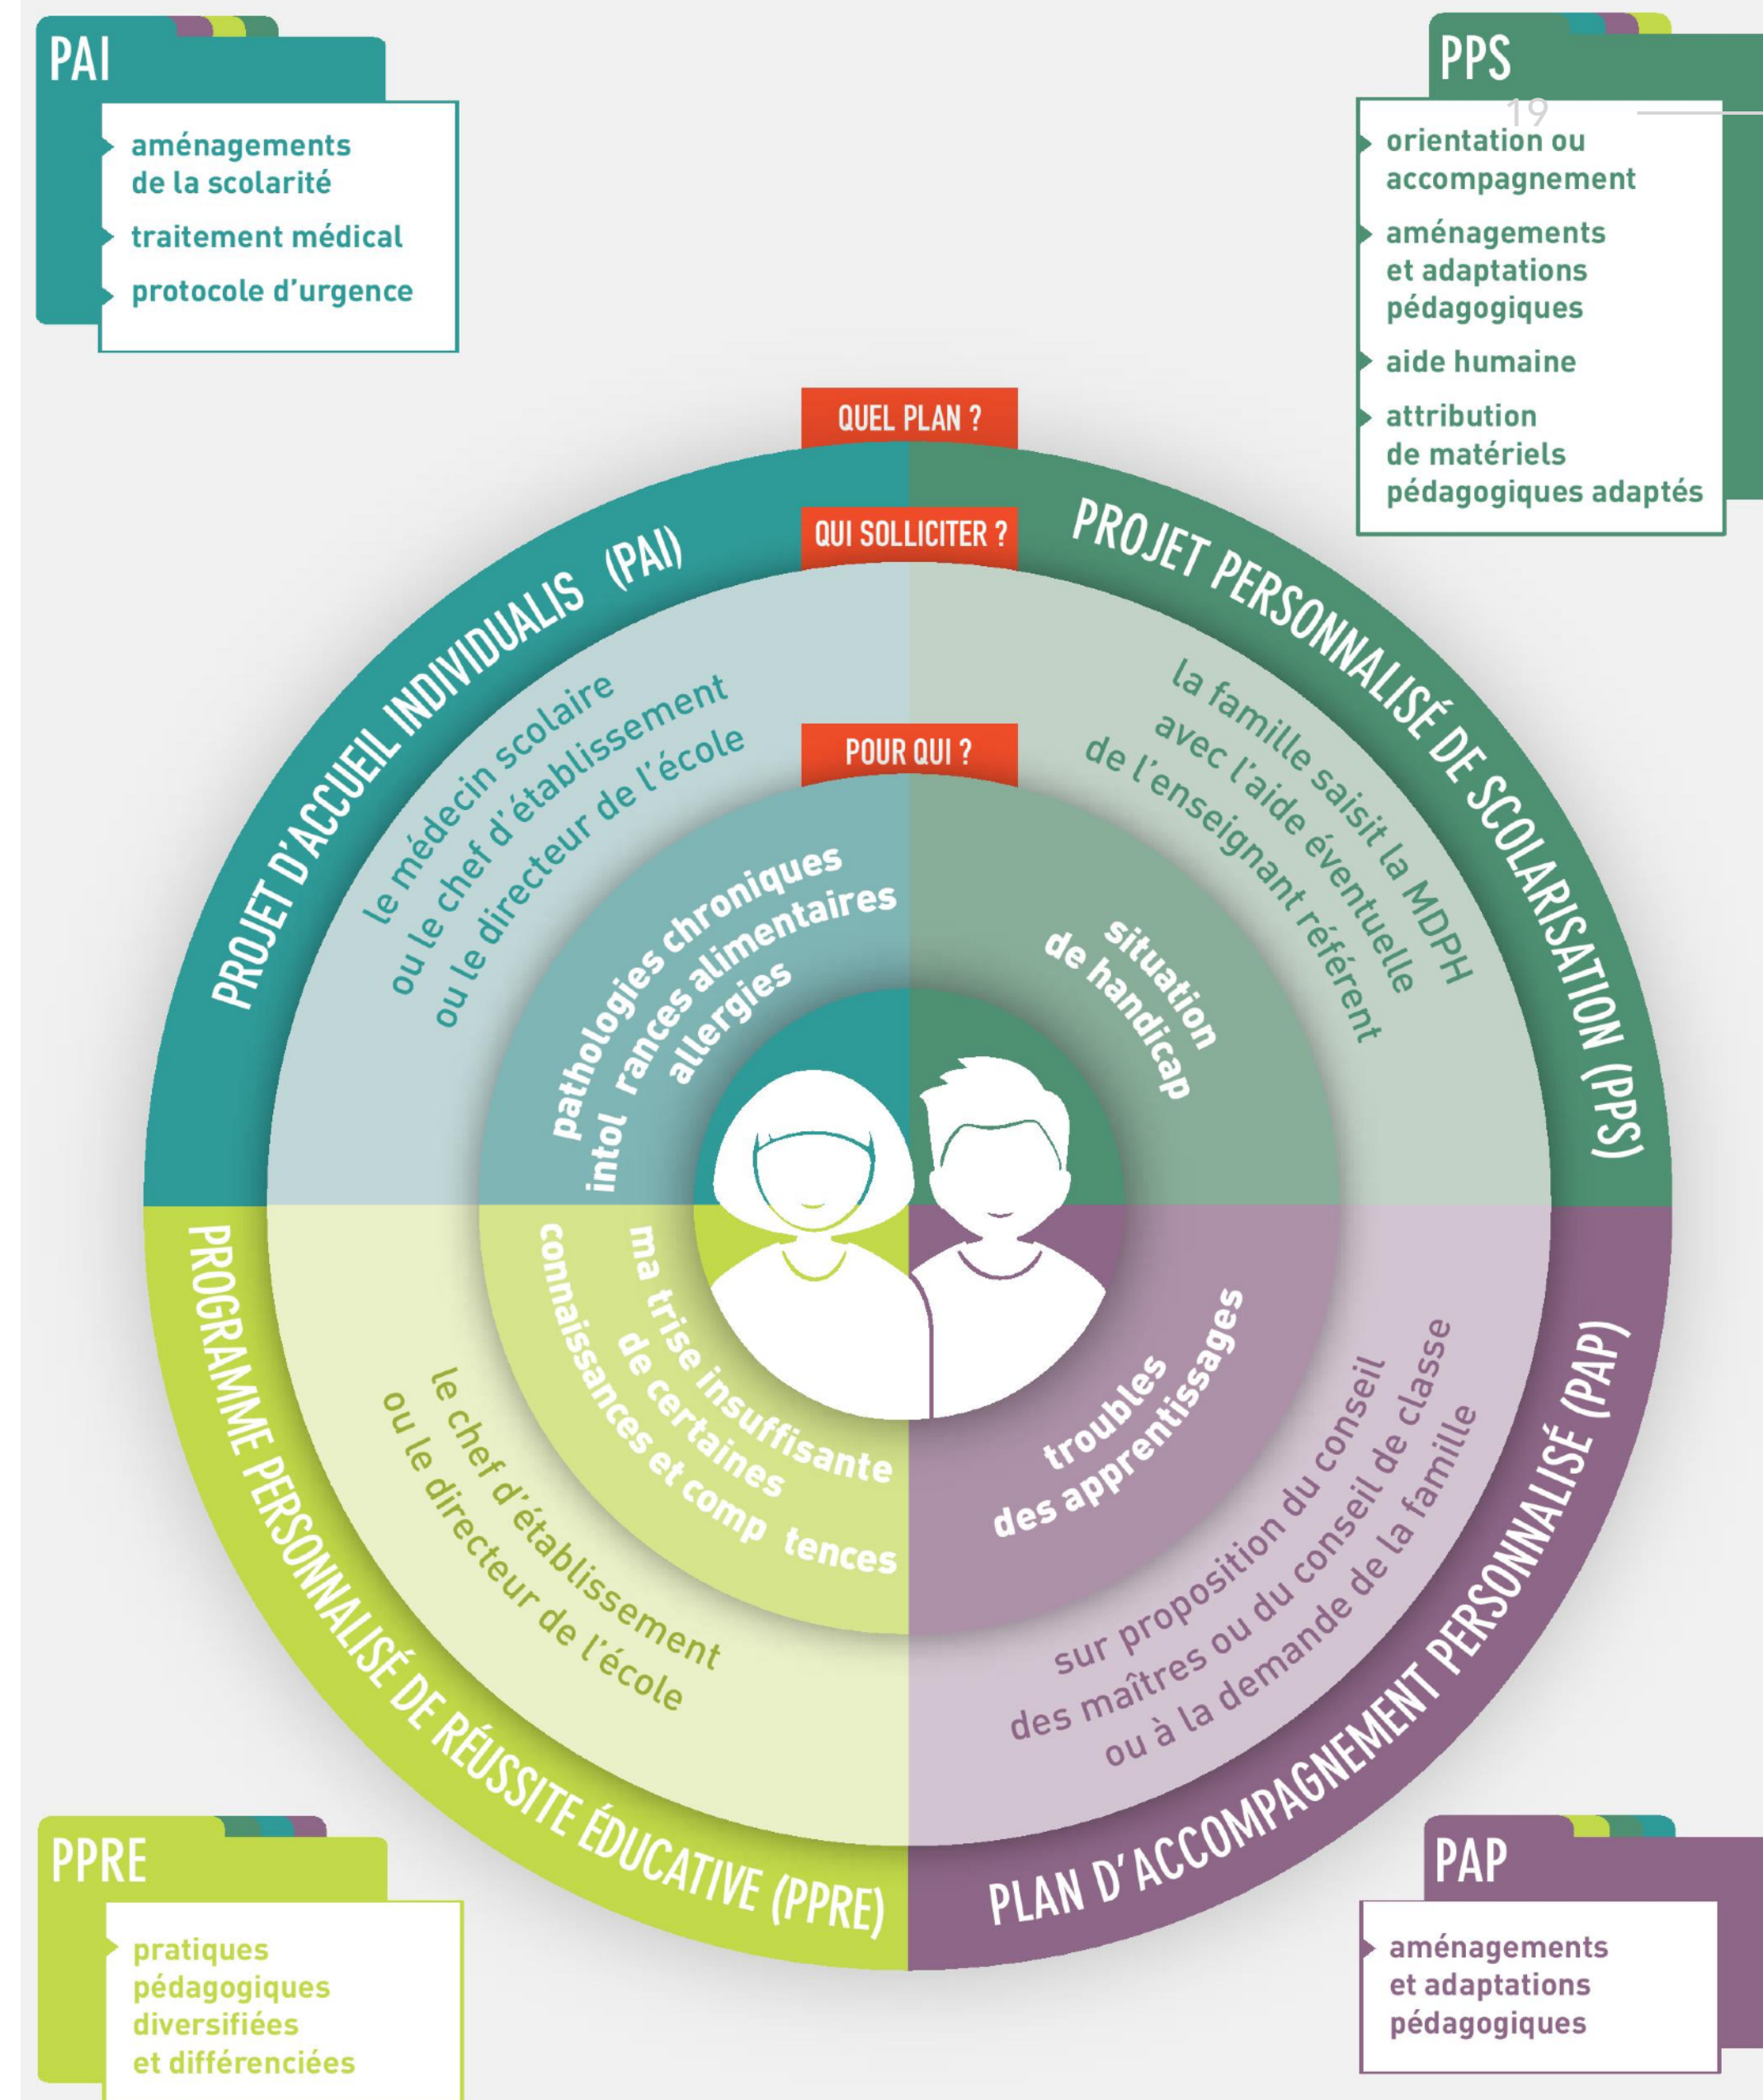 PAI
aménagements
de la scolarité
traitement médical
protocole d'urgence
PPS
19
orientation ou
accompagnement
aménagements
et adaptations
pédagogiques
aide humaine
attribution
de matériels
pédagogiques adaptés
QUEL PLAN ?
QUI SOLLICITER ?
POUR QUI ?
PROJET D'ACCUEIL INDIVIDUALIS (PAI)
le médecin scolaire
ou le chef d'établissement
ou le directeur de l'école
pathologies chroniques
intol rances alimentaires
allergies
PROJET PERSONNALISÉ DE SCOLARISATION (PPS)
la famille saisit la MDPH
avec l'aide éventuelle
de l'enseignant référent
situation
de handicap
PROGRAMME PERSONNALISÉ DE RÉUSSITE ÉDUCATIVE (PPRE)
le chef d'établissement
ou le directeur de l'école
ma trise insuffisante
de certaines
connaissances et comp tences
troubles
des apprentissages
sur proposition du conseil
des maîtres ou du conseil de classe
ou à la demande de la famille
PLAN D'ACCOMPAGNEMENT PERSONNALISÉ (PAP)
PPRE
pratiques
pédagogiques
diversifiées
et différenciées
PAP
aménagements
et adaptations
pédagogiques